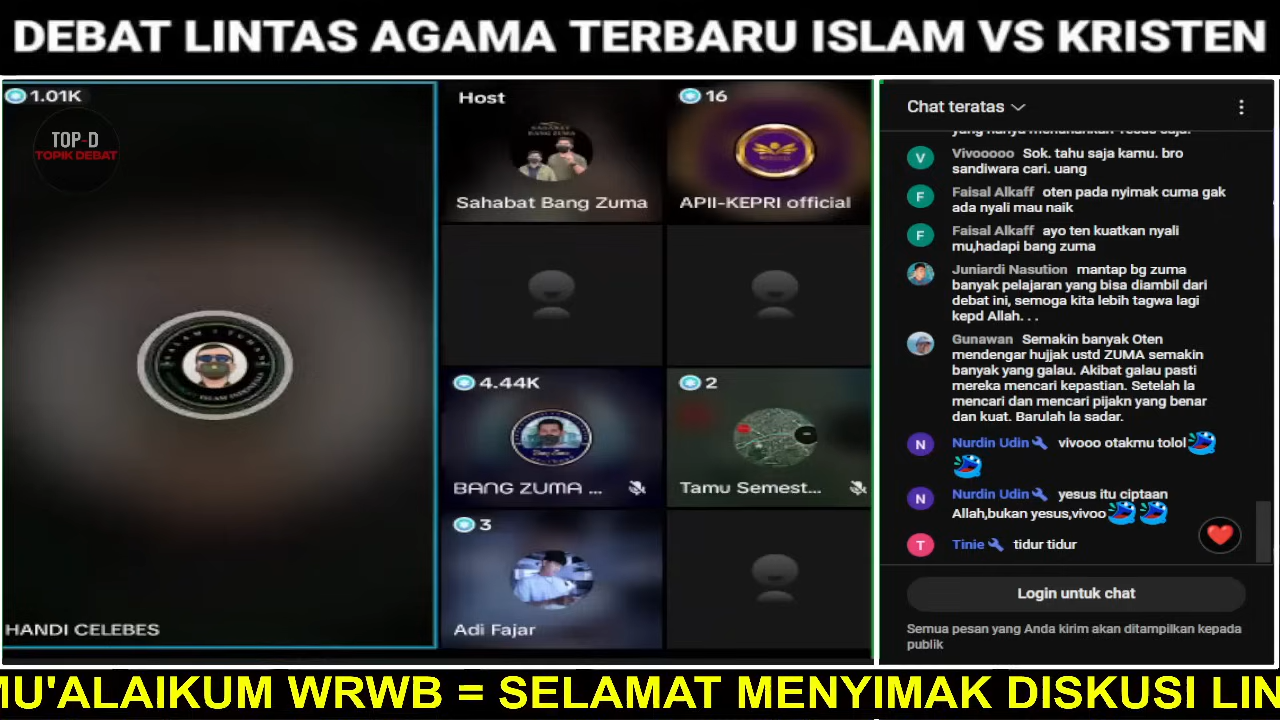 DEBAT LINTAS AGAMA TERBARU ISLAM VS KRISTEN
1.01K
TOP-D
TOPIK DEBAT
HANDI CELEBES
Host
SAHABAT
BANG ZUMA
Sahabat Bang Zuma
16
APII-KEPRI official
4.44K
BANG ZUMA ...
2
Tamu Semest...
3
Adi Fajar
Chat teratas
Vivooooo Sok. tahu saja kamu. bro
sandiwara cari. uang
Faisal Alkaff oten pada nyimak cuma gak
ada nyali mau naik
Faisal Alkaff ayo ten kuatkan nyali
mu,hadapi bang zuma
Juniardi Nasution mantap bg zuma
banyak pelajaran yang bisa diambil dari
debat ini, semoga kita lebih taqwa lagi
kepd Allah. . .
Gunawan Semakin banyak Oten
mendengar hujjak ustd ZUMA semakin
banyak yang galau. Akibat galau pasti
mereka mencari kepastian. Setelah Ia
mencari dan mencari pijakn yang benar
dan kuat. Barulah Ia sadar.
Nurdin Udin vivooo otakmu tolol
Nurdin Udin yesus itu ciptaan
Allah,bukan yesus,vivoo
Tinie tidur tidur
Login untuk chat
Semua pesan yang Anda kirim akan ditampilkan kepada
publik
MU'ALAIKUM WRWB = SELAMAT MENYIMAK DISKUSI LIN